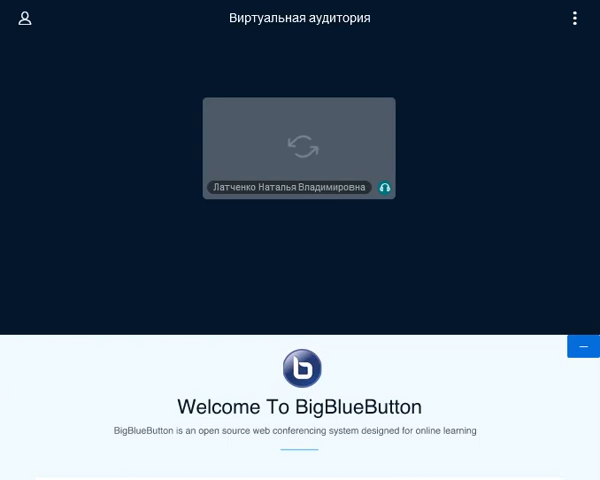 Виртуальная аудитория
Латченко Наталья Владимировна
Welcome To BigBlueButton
BigBlueButton is an open source web conferencing system designed for online learning